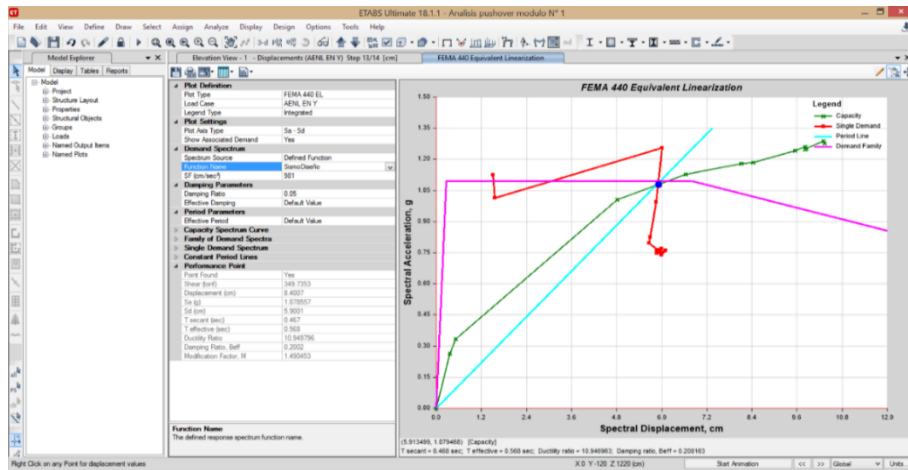 ETABS Ultimate 18.1.1 - Analisis pushover modulo N° 1
File Edit View Define Draw Select Assign Analyze Display Design Options Tools Help
Model Explorer
Elevation View - 1 - Displacements (AENL EN Y) Step 13/14 [cm]
FEMA 440 Equivalent Linearization
Model Display Tables Reports
Model
Project
Structure Layout
Properties
Structural Objects
Groups
Loads
Named Output Items
Named Plots
Plot Definition
Plot Type FEMA 440 EL
Load Case AENL EN Y
Legend Type Integrated
Plot Settings
Plot Axis Type Sa - Sd
Show Associated Demand Yes
Demand Spectrum
Spectrum Source Defined Function
Function Name SismoDiseño
SF (cm/sec²) 981
Damping Parameters
Damping Ratio 0.05
Effective Damping Default Value
Period Parameters
Effective Period Default Value
Capacity Spectrum Curve
Family of Demand Spectra
Single Demand Spectrum
Constant Period Lines
Performance Point
Point Found Yes
Shear (tonf) 349.7353
Displacement (cm) 8.4007
Sa (g) 1.078557
Sd (cm) 5.9001
T secant (sec) 0.467
T effective (sec) 0.568
Ductility Ratio 10.949796
Damping Ratio, Beff 0.2002
Modification Factor, M 1.490493
Function Name
The defined response spectrum function name.
FEMA 440 Equivalent Linearization
Legend
Capacity
Single Demand
Period Line
Demand Family
1.50
1.35
1.20
1.05
0.90
0.75
0.60
0.45
0.30
0.15
0.00
Spectral Acceleration, g
0.0 1.2 2.4 3.6 4.8 6.0 7.2 8.4 9.6 10.8 12.0
Spectral Displacement, cm
(5.913499, 1.079468) [Capacity]
T secant = 0.468 sec; T effective = 0.568 sec; Ductility ratio = 10.946983; Damping ratio, Beff = 0.200163
Right Click on any Point for displacement values
X 0 Y -120 Z 1220 (cm)
Start Animation << >> Global Units